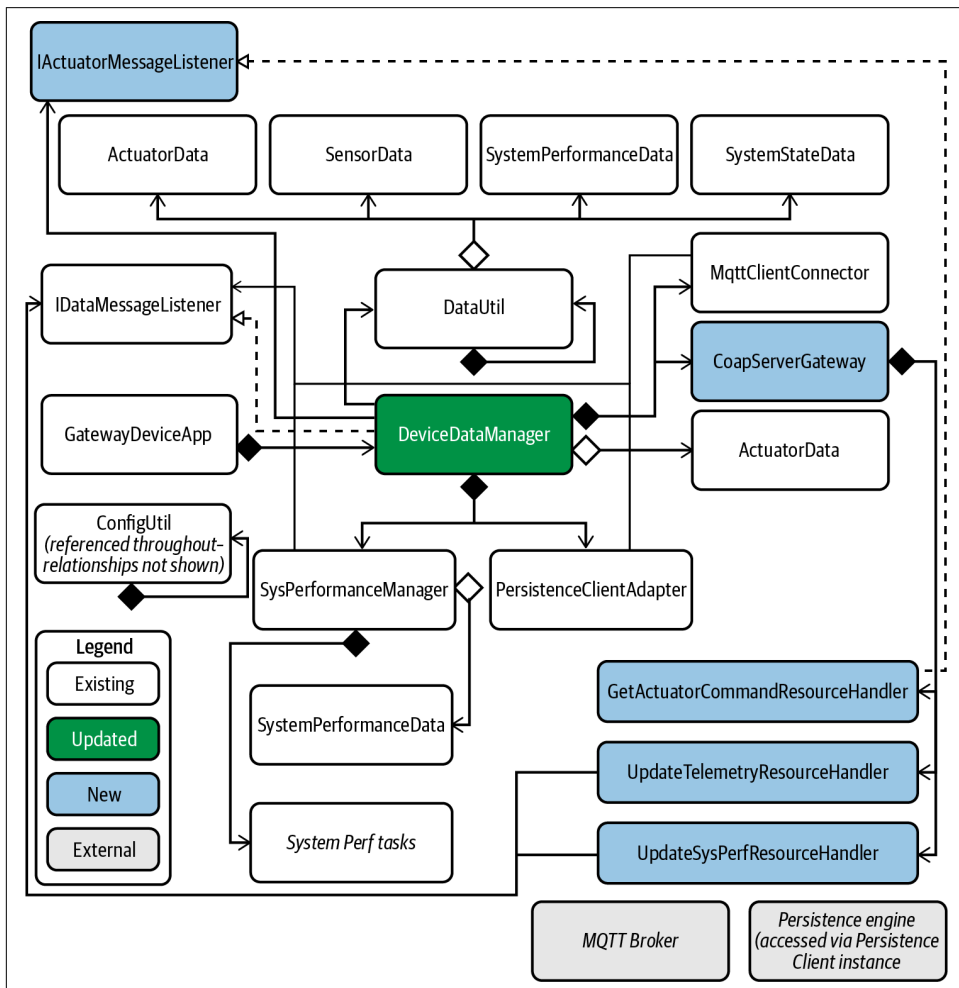 IActuatorMessageListener
ActuatorData
SensorData
SystemPerformanceData
SystemStateData
IDataMessageListener
DataUtil
MqttClientConnector
CoapServerGateway
GatewayDeviceApp
DeviceDataManager
ActuatorData
ConfigUtil
(referenced throughout–
relationships not shown)
SysPerformanceManager
PersistenceClientAdapter
Legend
Existing
Updated
New
External
SystemPerformanceData
System Perf tasks
GetActuatorCommandResourceHandler
UpdateTelemetryResourceHandler
UpdateSysPerfResourceHandler
MQTT Broker
Persistence engine
(accessed via Persistence
Client instance